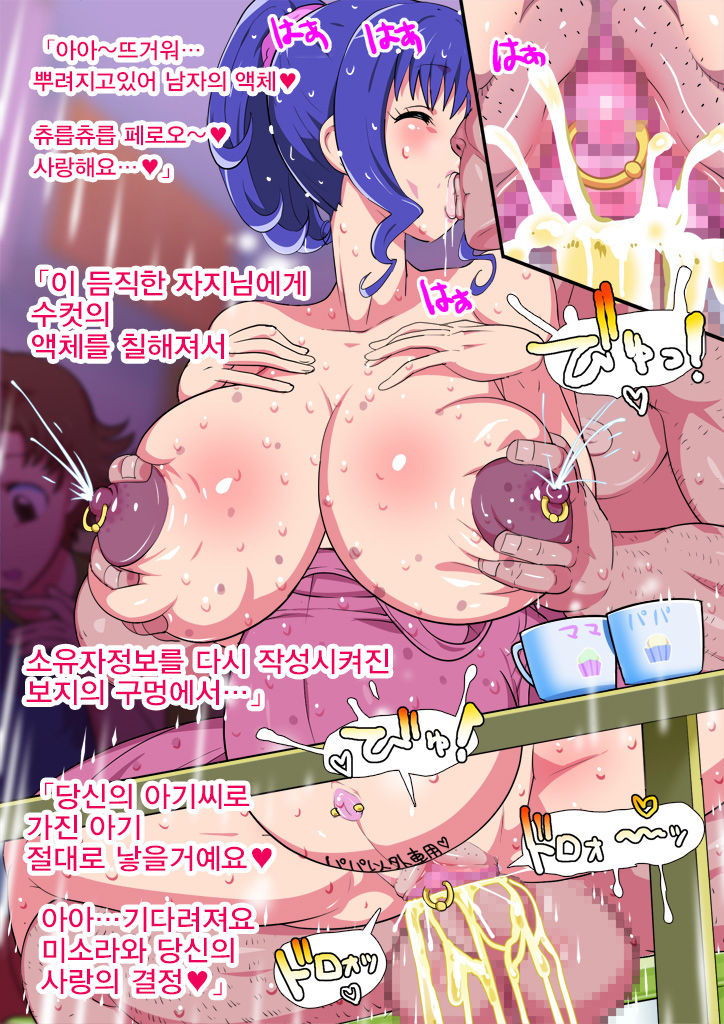 はぁ はぁ はぁ
「아아~뜨거워…
뿌려지고있어 남자의 액체♥
츄릅츄릅 페로오~♥
사랑해요…♥」
はぁ
「이 듬직한 자지님에게
수컷의
액체를 칠해져서
びゅっ!♡
ママ パパ
소유자정보를 다시 작성시켜진
보지의 구멍에서…」
びゅ!♡
「당신의 아기씨로
가진 아기
절대로 낳을거예요♥
パパ以外専用♡
ドロォ〜〜ッ♡
아아…기다려져요
미소라와 당신의
사랑의 결정♥」
ドロォッ♡